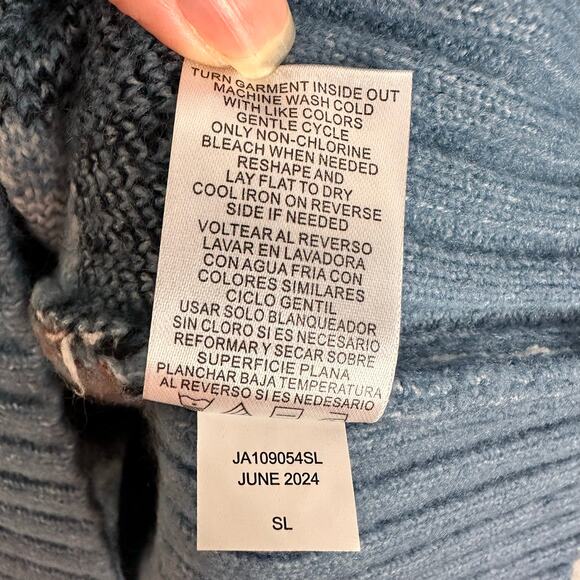 TURN GARMENT INSIDE OUT
MACHINE WASH COLD
WITH LIKE COLORS
GENTLE CYCLE
ONLY NON-CHLORINE
BLEACH WHEN NEEDED
RESHAPE AND
LAY FLAT TO DRY
COOL IRON ON REVERSE
SIDE IF NEEDED
VOLTEAR AL REVERSO
LAVAR EN LAVADORA
CON AGUA FRIA CON
COLORES SIMILARES
CICLO GENTIL
USAR SOLO BLANQUEADOR
SIN CLORO SI ES NECESARIO
REFORMAR Y SECAR SOBRE
SUPERFICIE PLANA
PLANCHAR BAJA TEMPERATURA
AL REVERSO SI ES NEDESARIO
JA109054SL
JUNE 2024
SL